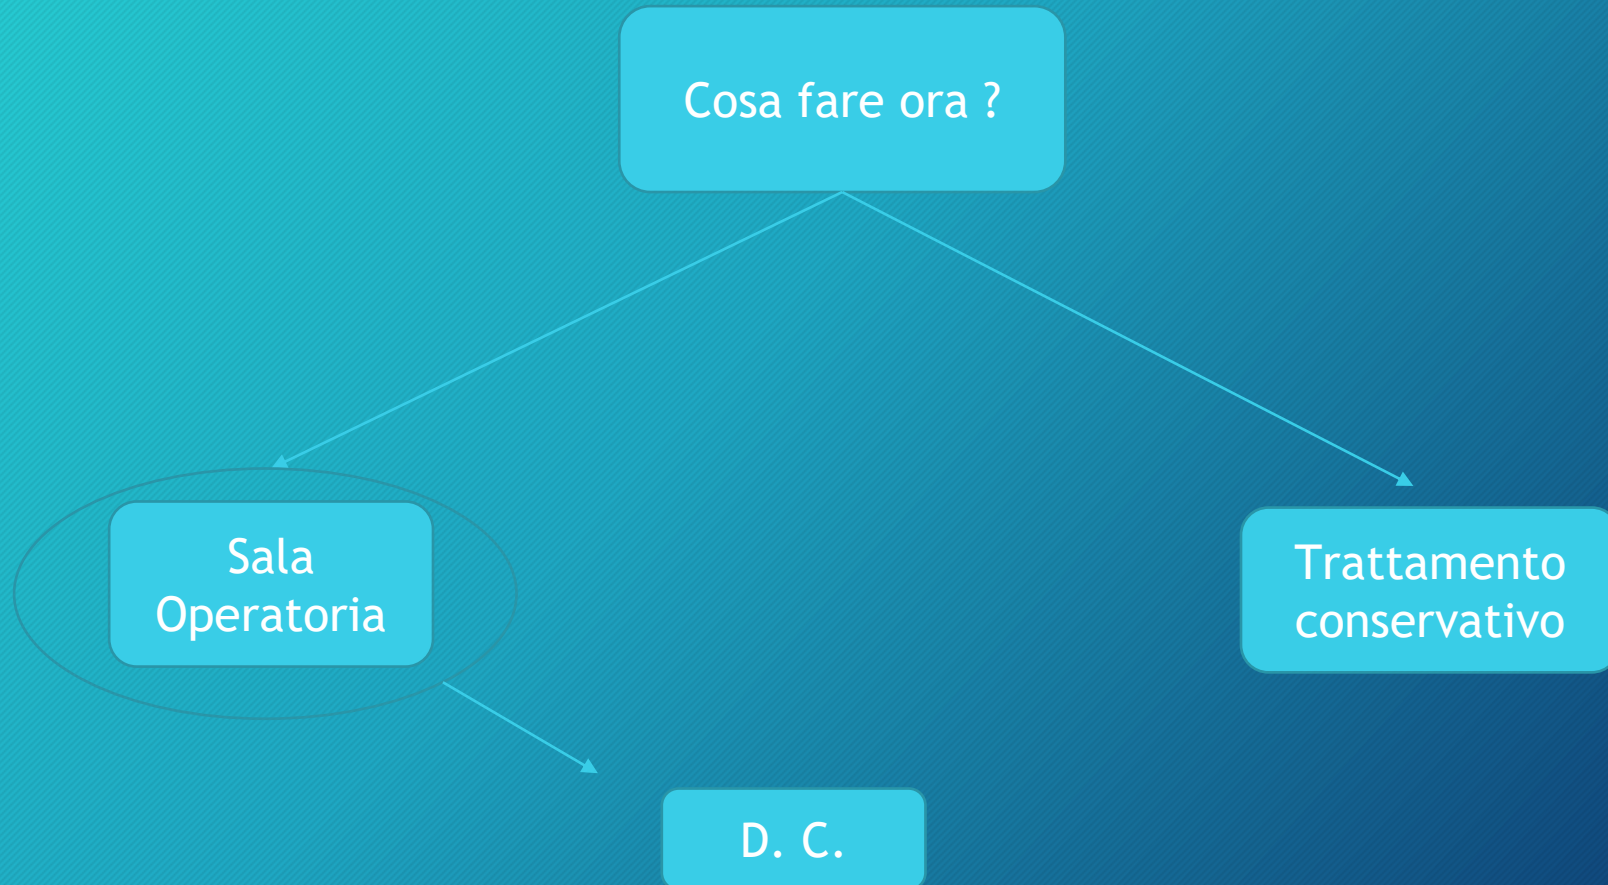 Cosa fare ora ?
Sala
Operatoria
Trattamento
conservativo
D. C.